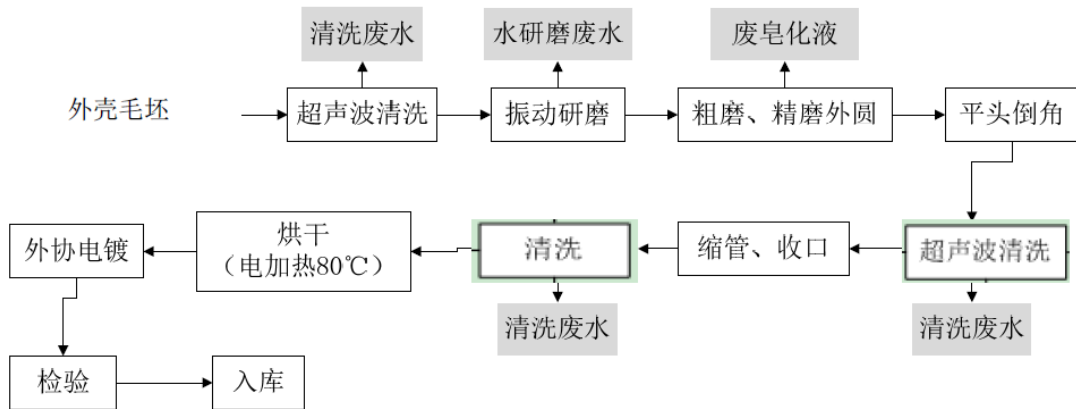 清洗废水
水研磨废水
废皂化液
外壳毛坯
超声波清洗
振动研磨
粗磨、精磨外圆
平头倒角
外协电镀
烘干
（电加热80℃）
清洗
缩管、收口
超声波清洗
清洗废水
清洗废水
检验
入库